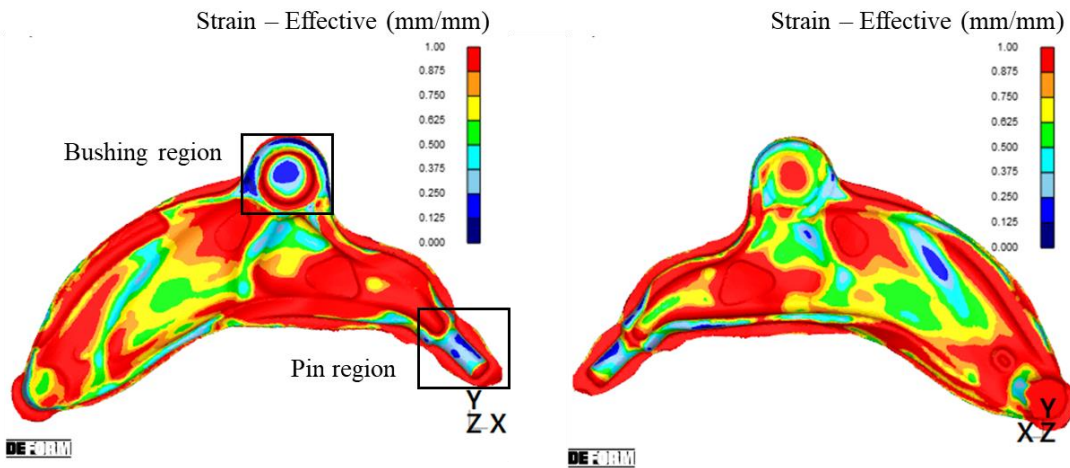 Strain – Effective (mm/mm)
1.00
0.875
0.750
0.625
0.500
0.375
0.250
0.125
0.000
Bushing region
Pin region
Y
Z X
DEFORM
Strain – Effective (mm/mm)
1.00
0.875
0.750
0.625
0.500
0.375
0.250
0.125
0.000
Y
X Z
DEFORM